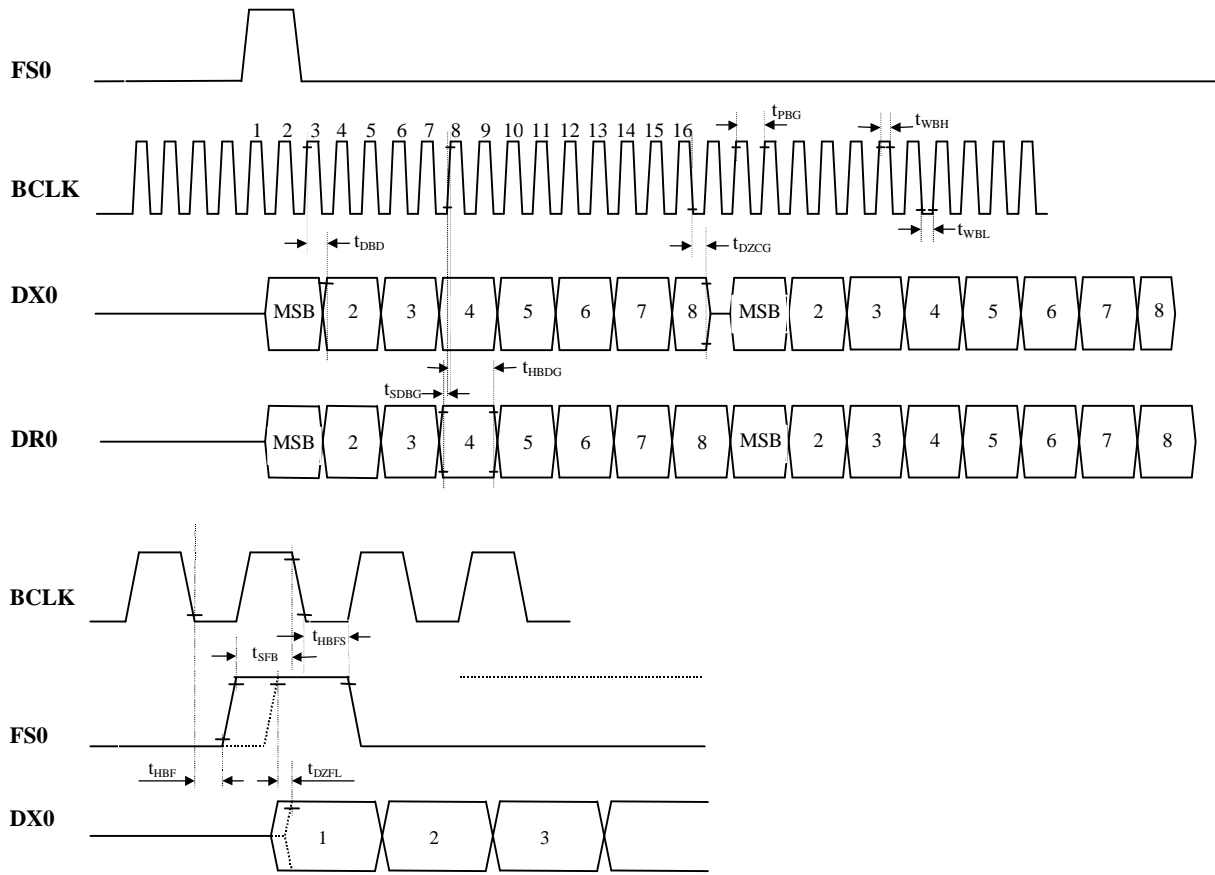 FS0
1 2 3 4 5 6 7 8 9 10 11 12 13 14 15 16
tPBG
tWBH
BCLK
tWBL
tDBD
tDZCG
DX0
MSB 2 3 4 5 6 7 8 MSB 2 3 4 5 6 7 8
tHBDG
tSDBG
DR0
MSB 2 3 4 5 6 7 8 MSB 2 3 4 5 6 7 8
BCLK
tHBFS
tSFB
FS0
tHBF
tDZFL
DX0
1 2 3